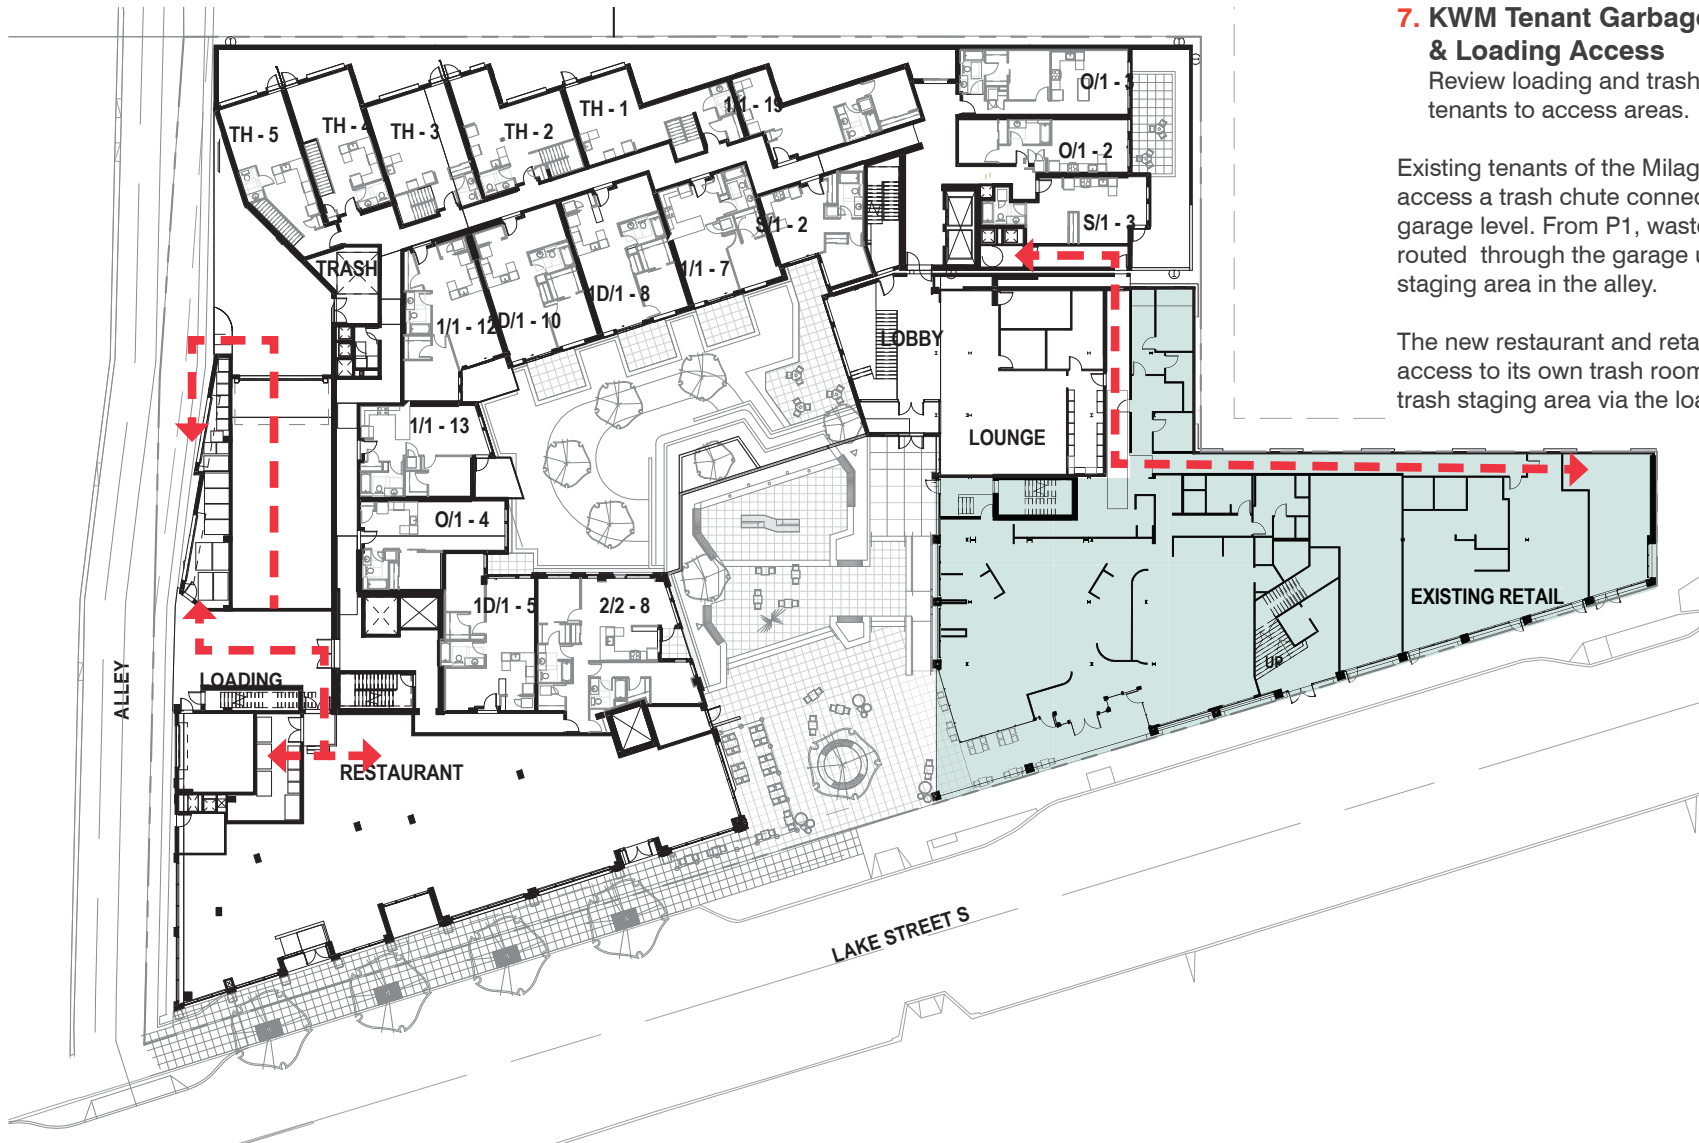 7. KWM Tenant Garbage
& Loading Access
Review loading and trash
tenants to access areas.
Existing tenants of the Milag
access a trash chute connec
garage level. From P1, waste
routed through the garage u
staging area in the alley.
The new restaurant and reta
access to its own trash room
trash staging area via the loa
TH - 5
TH - 4
TH - 3
TH - 2
TH - 1
1/1 - 19
O/1 - 3
O/1 - 2
S/1 - 3
S/1 - 2
1/1 - 7
1D/1 - 8
D/1 - 10
1/1 - 12
TRASH
LOBBY
LOUNGE
1/1 - 13
O/1 - 4
1D/1 - 5
2/2 - 8
EXISTING RETAIL
UP
LOADING
ALLEY
RESTAURANT
LAKE STREET S